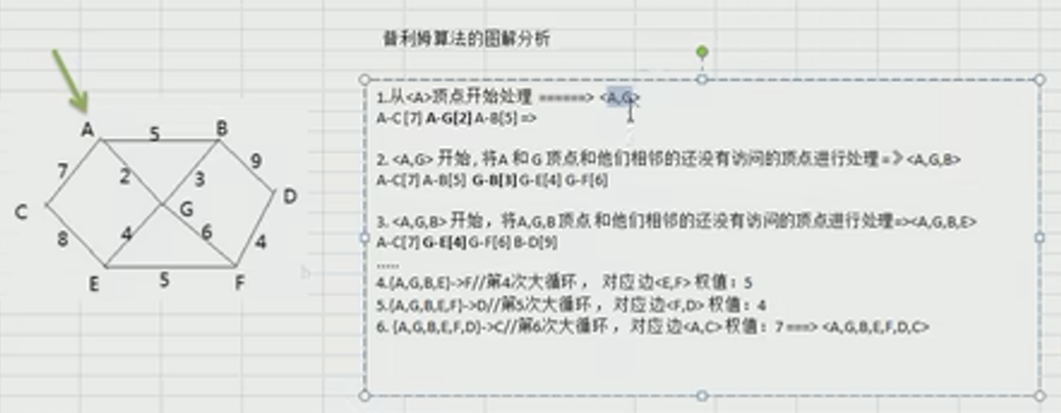 普利姆算法的图解分析
1.从<A>顶点开始处理 ======> <A,G>
A-C [7] A-G[2] A-B[5] =>
2. <A,G> 开始 , 将A 和 G 顶点和他们相邻的还没有访问的顶点进行处理 =》<A,G,B>
A-C[7] A-B[5] G-B[3] G-E[4] G-F[6]
3. <A,G,B> 开始，将A,G,B 顶点 和他们相邻的还没有访问的顶点进行处理=><A,G,B,E>
A-C[7] G-E[4] G-F[6] B-D[9]
.....
4.{A,G,B,E}->F//第4次大循环 ， 对应 边<E,F> 权值：5
5.{A,G,B,E,F}->D//第5次大循环 ， 对应 边<F,D> 权值：4
6. {A,G,B,E,F,D}->C//第6次大循环 ， 对应 边<A,C> 权值：7 ===> <A,G,B,E,F,D,C>
A 5 B
7 2 3 9
C G D
8 4 6 4
E 5 F